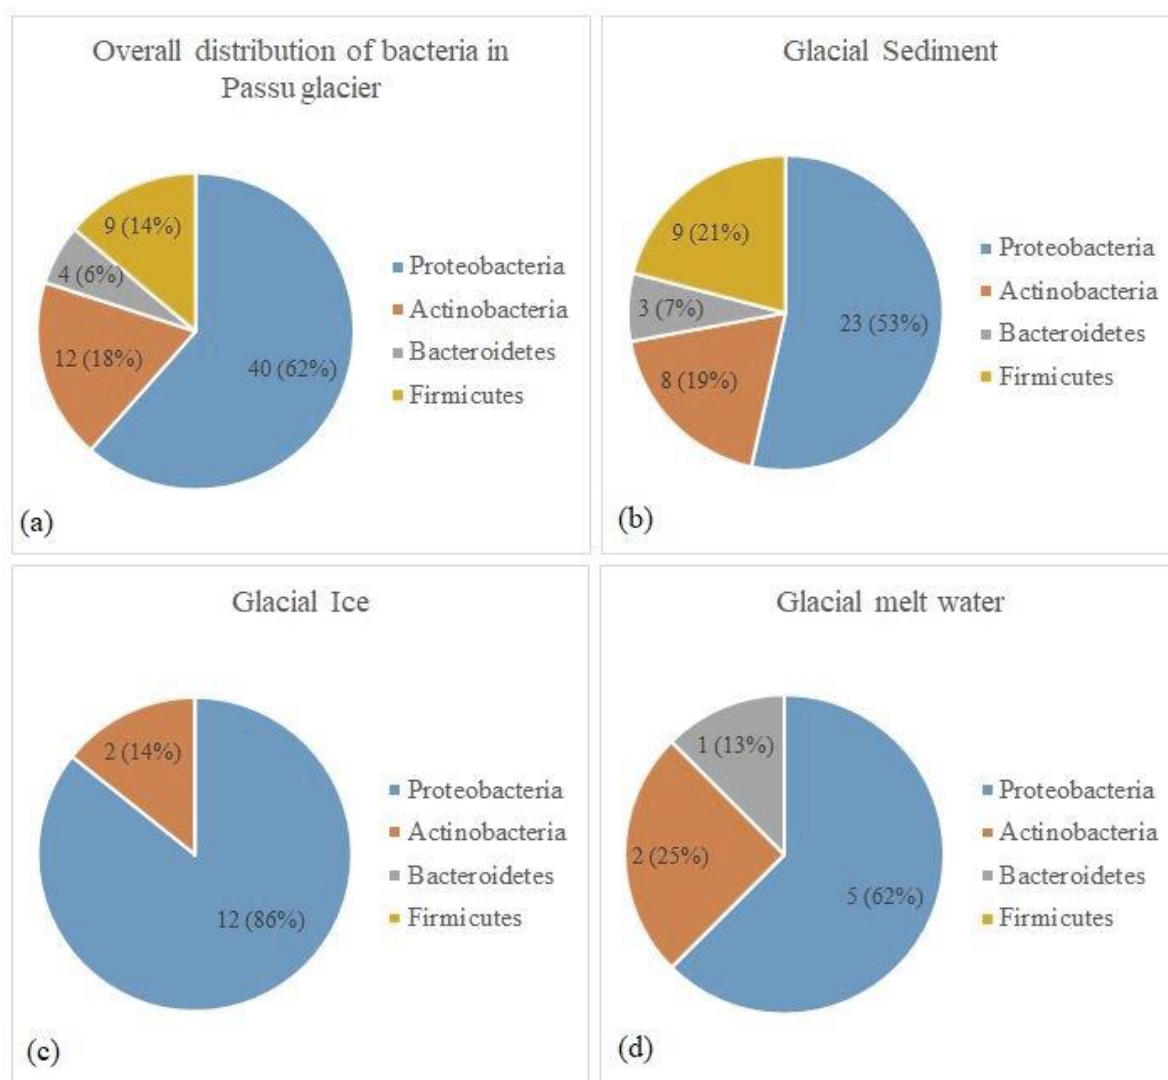 Overall distribution of bacteria in
Passu glacier
9 (14%)
4 (6%)
12 (18%)
40 (62%)
Proteobacteria
Actinobacteria
Bacteroidetes
Firmicutes
(a)
Glacial Sediment
9 (21%)
3 (7%)
8 (19%)
23 (53%)
Proteobacteria
Actinobacteria
Bacteroidetes
Firmicutes
(b)
Glacial Ice
2 (14%)
12 (86%)
Proteobacteria
Actinobacteria
Bacteroidetes
Firmicutes
(c)
Glacial melt water
1 (13%)
2 (25%)
5 (62%)
Proteobacteria
Actinobacteria
Bacteroidetes
Firmicutes
(d)